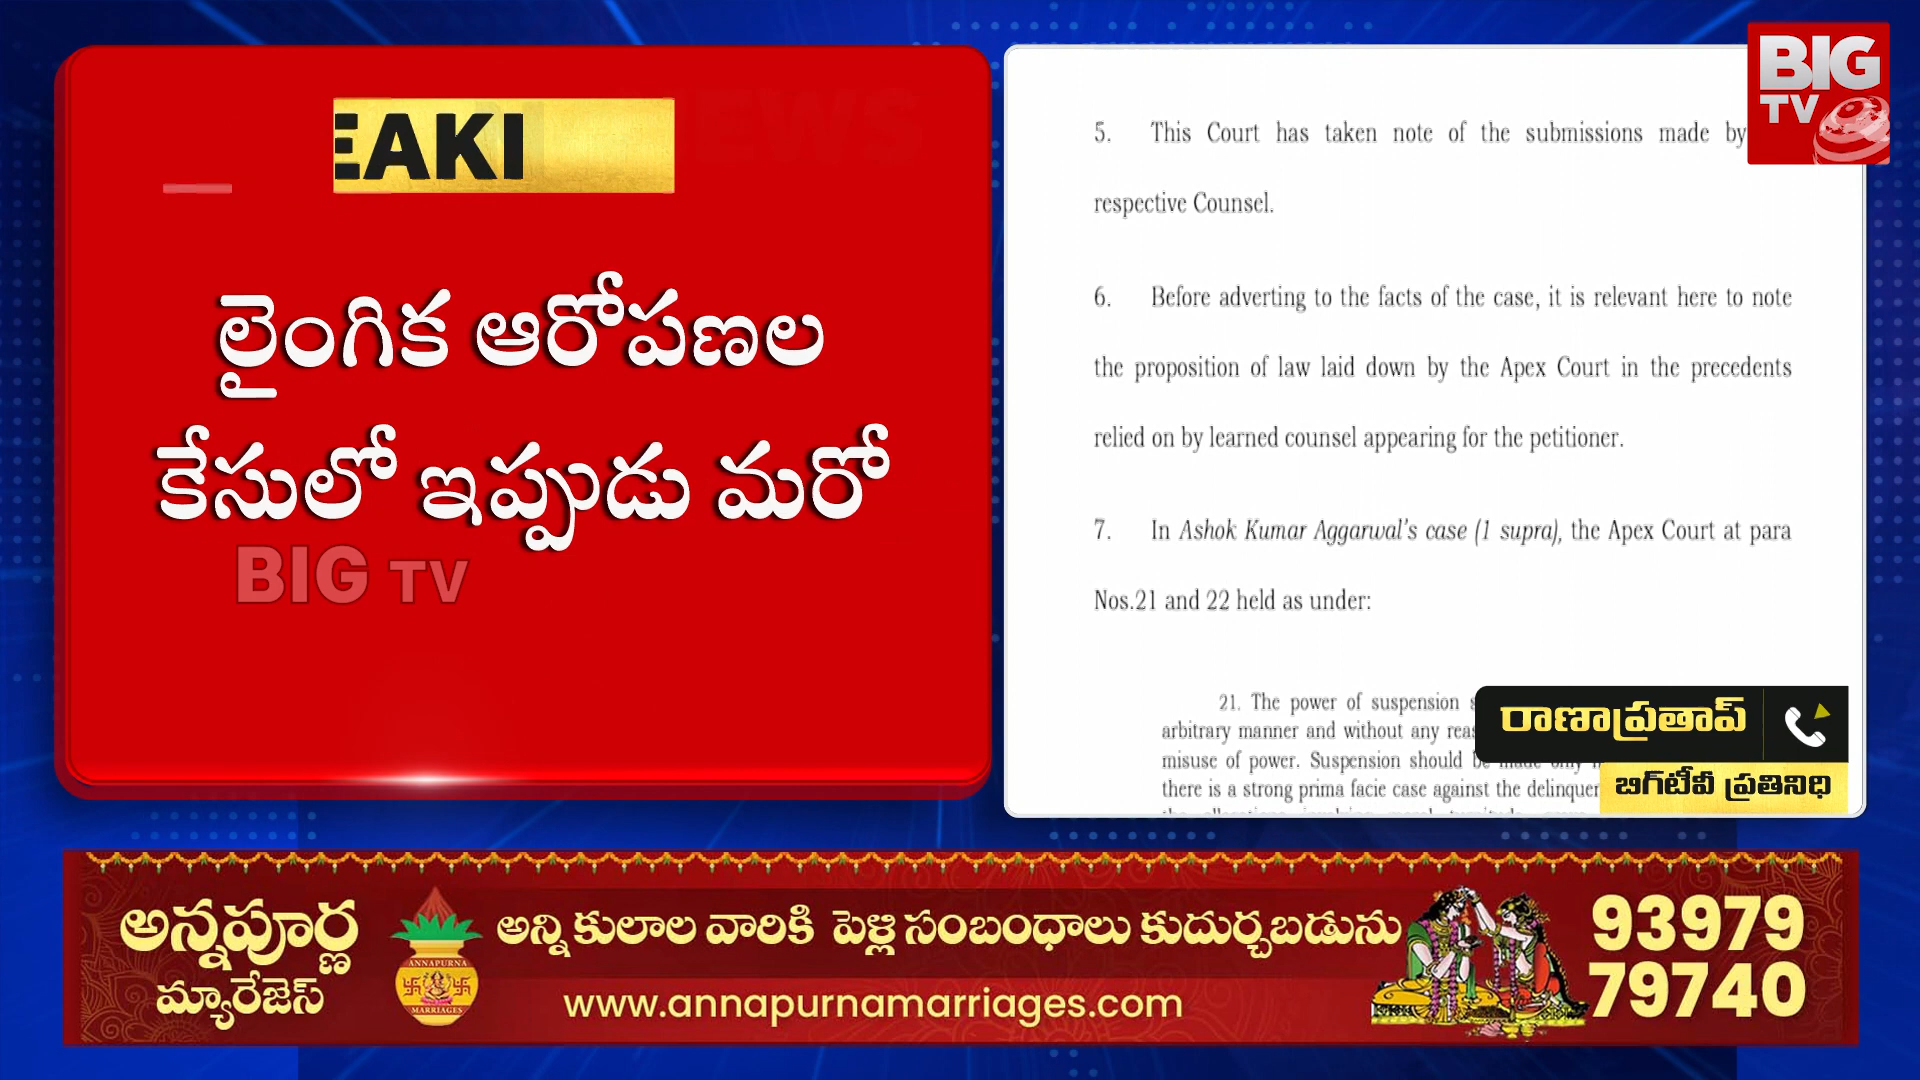 EAKI
లైంగిక ఆరోపణల
కేసులో ఇప్పుడు మరో
BIG TV
5. This Court has taken note of the submissions made by
respective Counsel.
6. Before adverting to the facts of the case, it is relevant here to note
the proposition of law laid down by the Apex Court in the precedents
relied on by learned counsel appearing for the petitioner.
7. In Ashok Kumar Aggarwal's case (1 supra), the Apex Court at para
Nos.21 and 22 held as under:
21. The power of suspension
arbitrary manner and without any
misuse of power. Suspension should
there is a strong prima facie case against the
BIG
TV
రాణాప్రతాప్
బిగ్‌టీవీ ప్రతినిధి
అన్నపూర్ణ
మ్యారేజెస్
ANNAPURNA
MARRIAGES
అన్ని కులాల వారికి పెళ్లి సంబంధాలు కుదుర్చబడును
www.annapurnamarriages.com
93979
79740